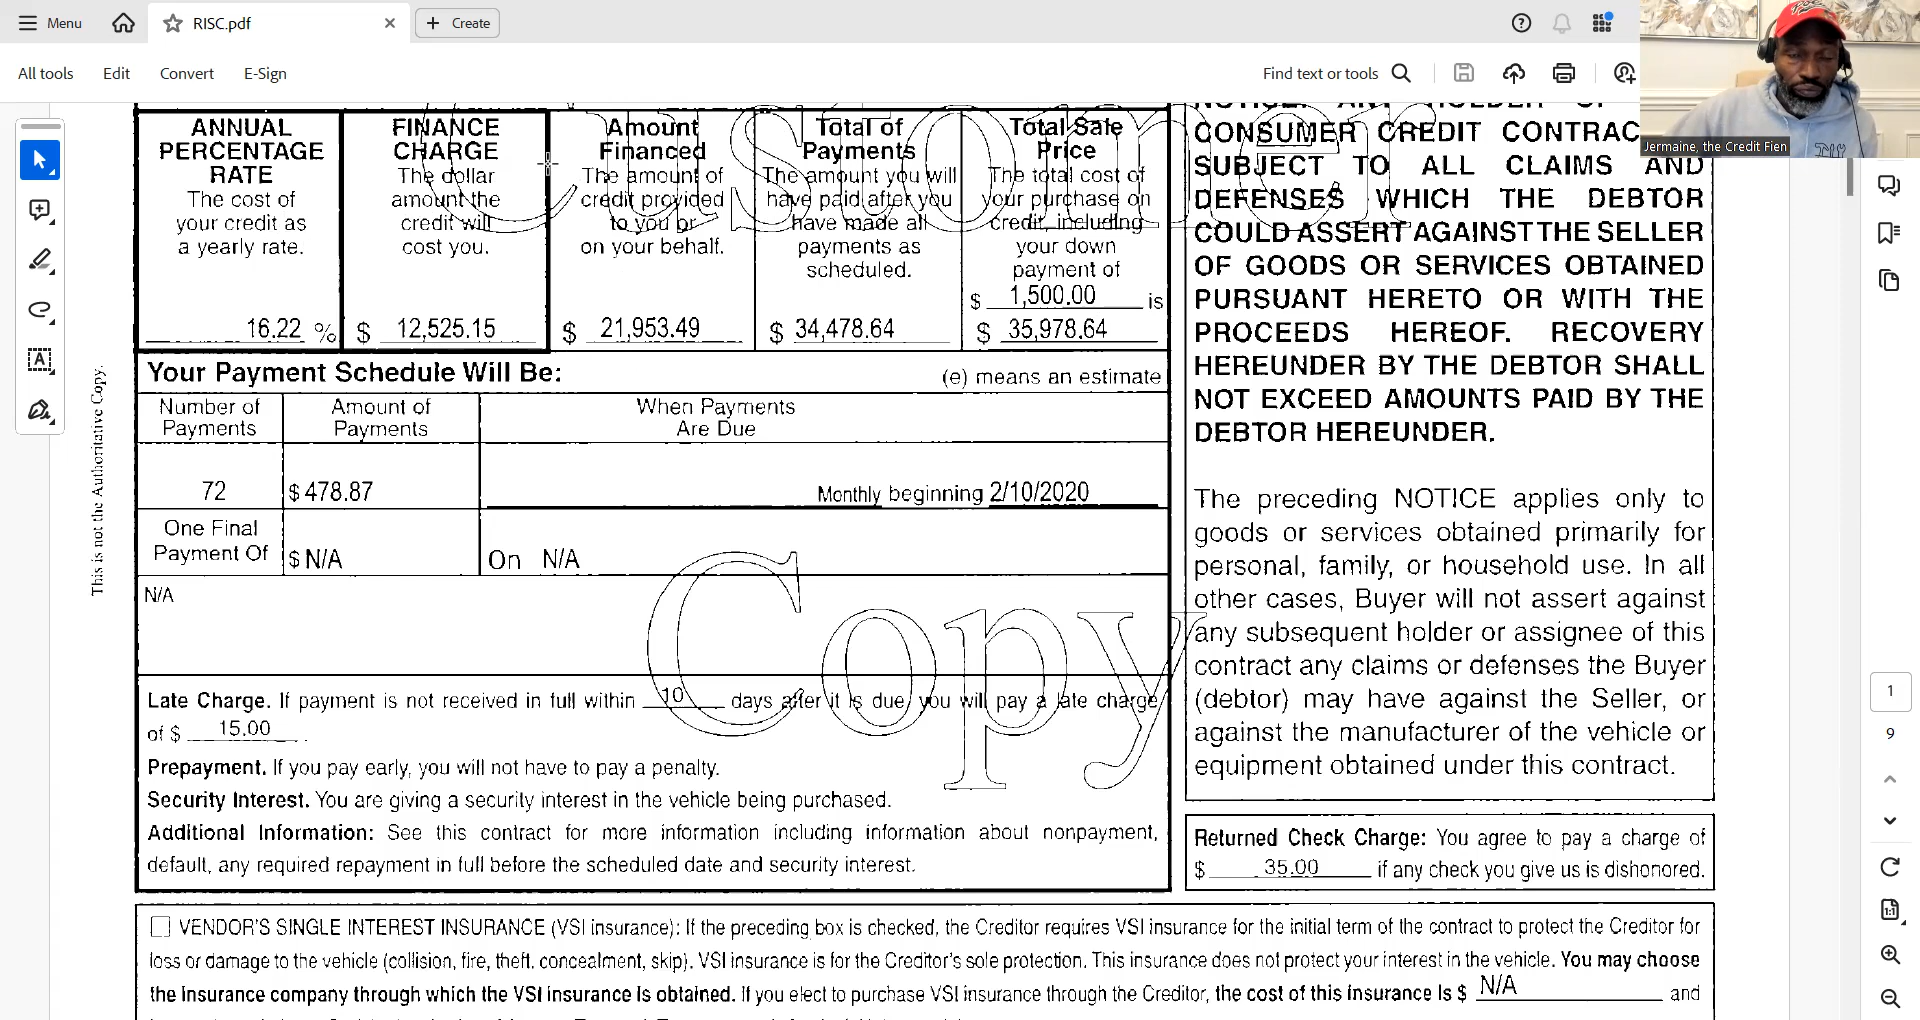 Menu
RISC.pdf
Create
All tools
Edit
Convert
E-Sign
Find text or tools
Jermaine, the Credit Fien
This is not the Authoritative Copy.
Customer
ANNUAL
PERCENTAGE
RATE
The cost of
your credit as
a yearly rate.
16.22 %
FINANCE
CHARGE
The dollar
amount the
credit will
cost you.
$ 12,525.15
Amount
Financed
The amount of
credit provided
to you or
on your behalf.
$ 21,953.49
Total of
Payments
The amount you will
have paid after you
have made all
payments as
scheduled.
$ 34,478.64
Total Sale
Price
The total cost of
your purchase on
credit, including
your down
payment of
$ 1,500.00 is
$ 35,978.64
Your Payment Schedule Will Be:
(e) means an estimate
Number of
Payments
Amount of
Payments
When Payments
Are Due
72
$ 478.87
Monthly beginning 2/10/2020
One Final
Payment Of
$ N/A
On N/A
N/A
Copy
Late Charge. If payment is not received in full within 10 days after it is due, you will pay a late charge
of $ 15.00 .
Prepayment. If you pay early, you will not have to pay a penalty.
Security Interest. You are giving a security interest in the vehicle being purchased.
Additional Information: See this contract for more information including information about nonpayment,
default, any required repayment in full before the scheduled date and security interest.
NOTICE: ANY HOLDER OF
CONSUMER CREDIT CONTRAC
SUBJECT TO ALL CLAIMS AND
DEFENSES WHICH THE DEBTOR
COULD ASSERT AGAINST THE SELLER
OF GOODS OR SERVICES OBTAINED
PURSUANT HERETO OR WITH THE
PROCEEDS HEREOF. RECOVERY
HEREUNDER BY THE DEBTOR SHALL
NOT EXCEED AMOUNTS PAID BY THE
DEBTOR HEREUNDER.
The preceding NOTICE applies only to
goods or services obtained primarily for
personal, family, or household use. In all
other cases, Buyer will not assert against
any subsequent holder or assignee of this
contract any claims or defenses the Buyer
(debtor) may have against the Seller, or
against the manufacturer of the vehicle or
equipment obtained under this contract.
Returned Check Charge: You agree to pay a charge of
$ 35.00 if any check you give us is dishonored.
VENDOR'S SINGLE INTEREST INSURANCE (VSI insurance): If the preceding box is checked, the Creditor requires VSI insurance for the initial term of the contract to protect the Creditor for
loss or damage to the vehicle (collision, fire, theft, concealment, skip). VSI insurance is for the Creditor's sole protection. This insurance does not protect your interest in the vehicle. You may choose
the insurance company through which the VSI insurance is obtained. If you elect to purchase VSI insurance through the Creditor, the cost of this insurance is $ N/A and
1
9